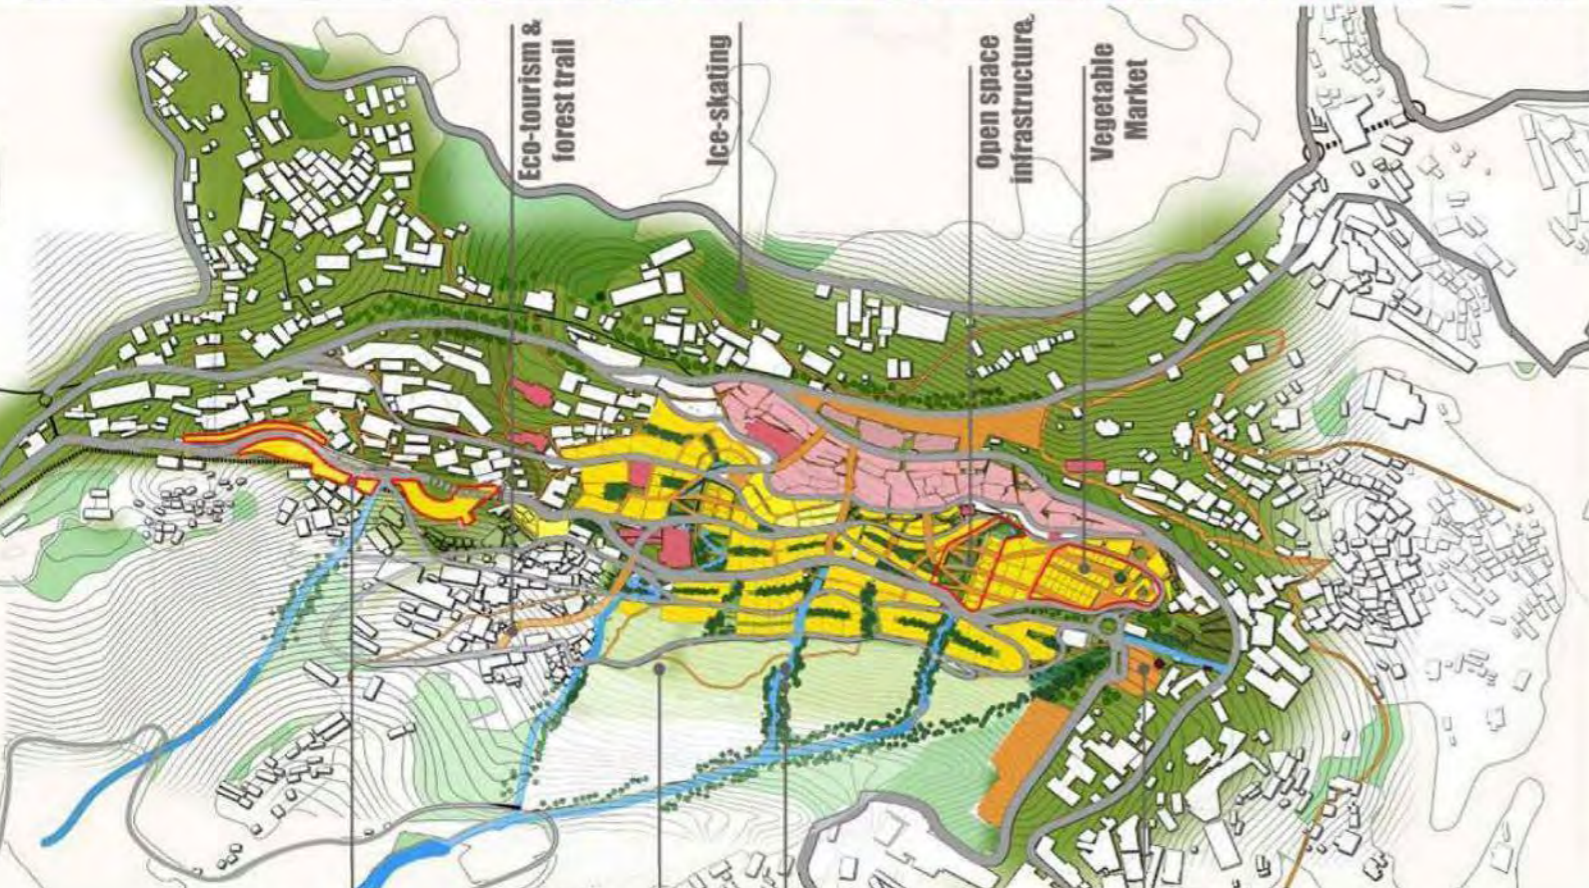 Eco-tourism &
forest trail
Ice-skating
Open space
infrastructure
Vegetable
Market